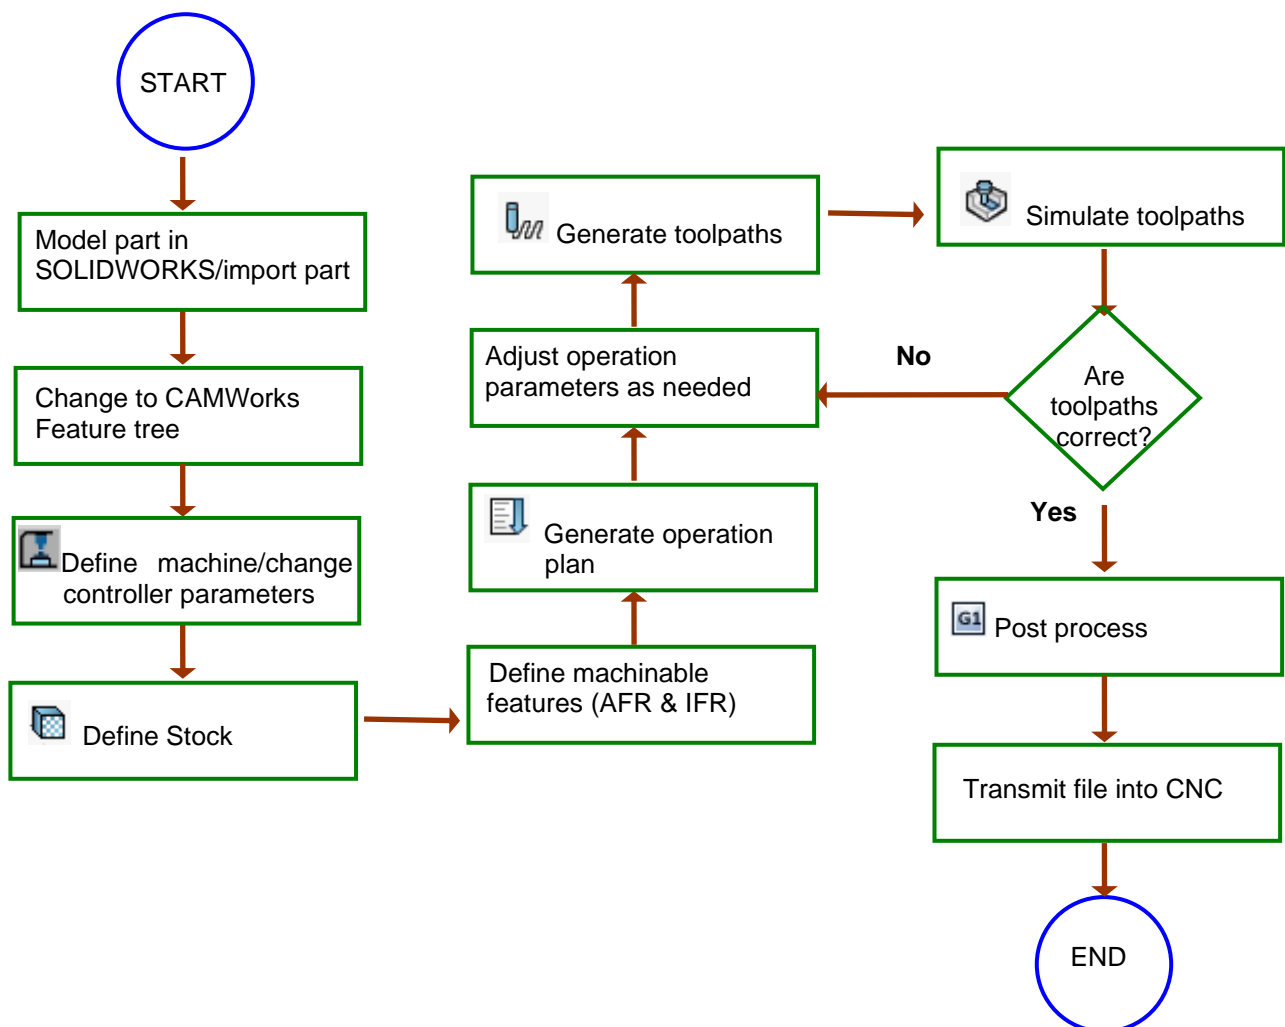 START
Model part in
SOLIDWORKS/import part
Change to CAMWorks
Feature tree
Define machine/change
controller parameters
Define Stock
Define machinable
features (AFR & IFR)
Generate operation
plan
Adjust operation
parameters as needed
Generate toolpaths
Simulate toolpaths
Are
toolpaths
correct?
No
Yes
G1
Post process
Transmit file into CNC
END